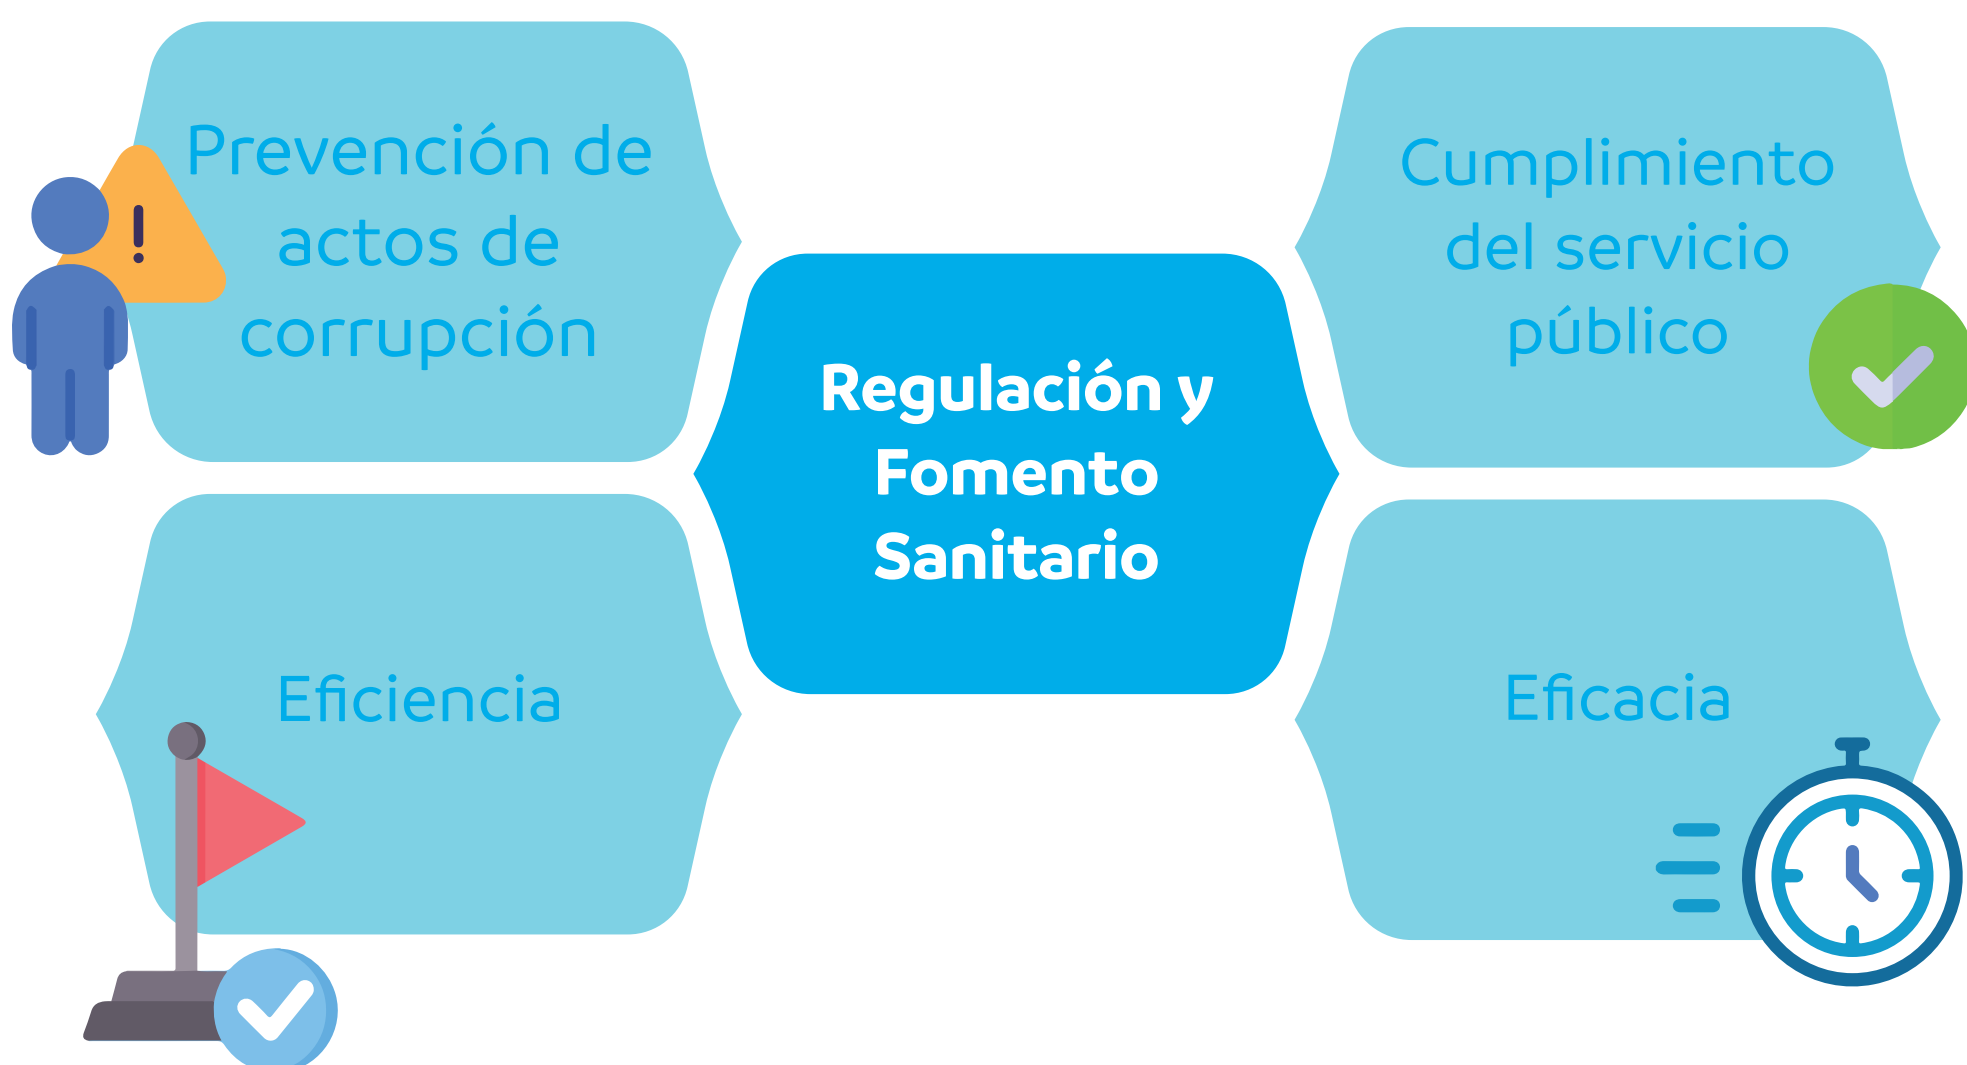 Prevención de
actos de
corrupción
Cumplimiento
del servicio
público
Regulación y
Fomento
Sanitario
Eficiencia
Eficacia